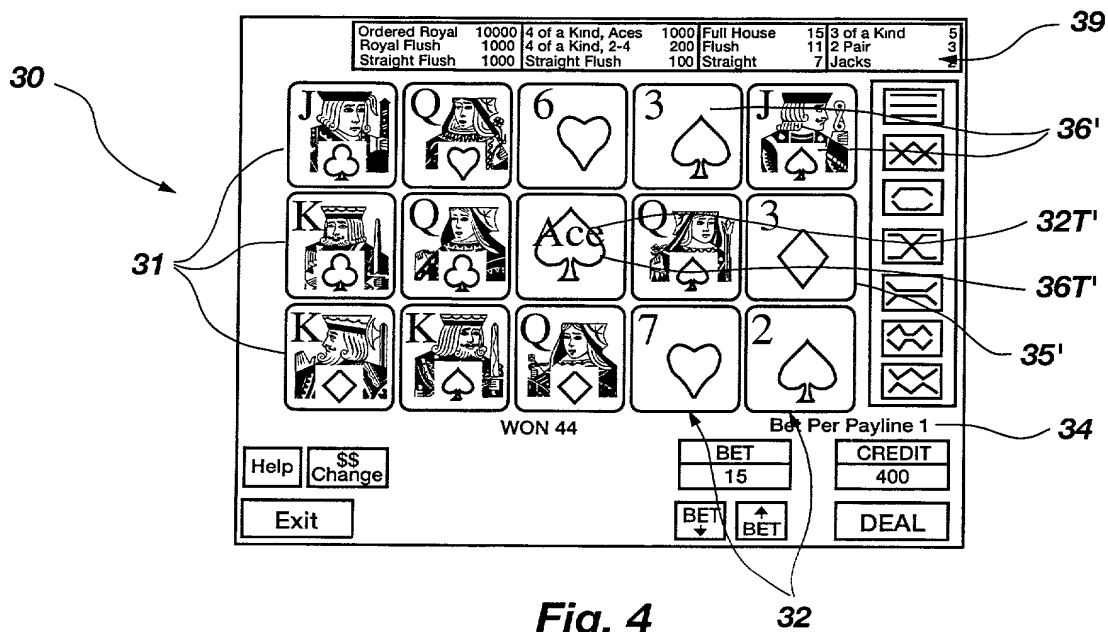 Ordered Royal 10000 4 of a Kind, Aces 1000 Full House 15 3 of a Kind 5
Royal Flush 1000 4 of a Kind, 2-4 200 Flush 11 2 Pair 3
Straight Flush 1000 Straight Flush 100 Straight 7 Jacks
39
30
J Q 6 3 J
36'
K Q Ace Q 3
32T'
31
36T'
35'
K K Q 7 2
WON 44 Bet Per Payline 1
34
Help $$ Change BET CREDIT
15 400
Exit BET BET DEAL
32
Fig. 4